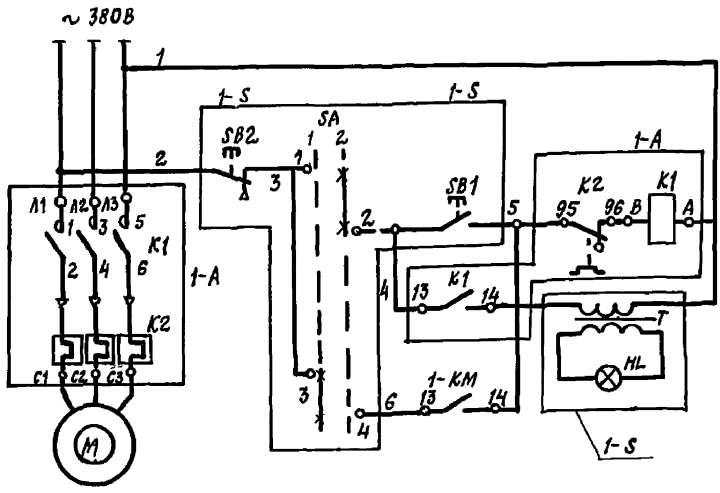 ~ 380В
1
1-S
1-S
SA
1 2
SB2
2
3
1
1-A
Л1 Л2 Л3
1 3 5
K1
2 4 6
1-A
K2
C1 C2 C3
M
SB1
2
5
95
K2
96
B
K1
A
4
13
K1
14
T
HL
1-S
3
4
6
13
1-KM
14